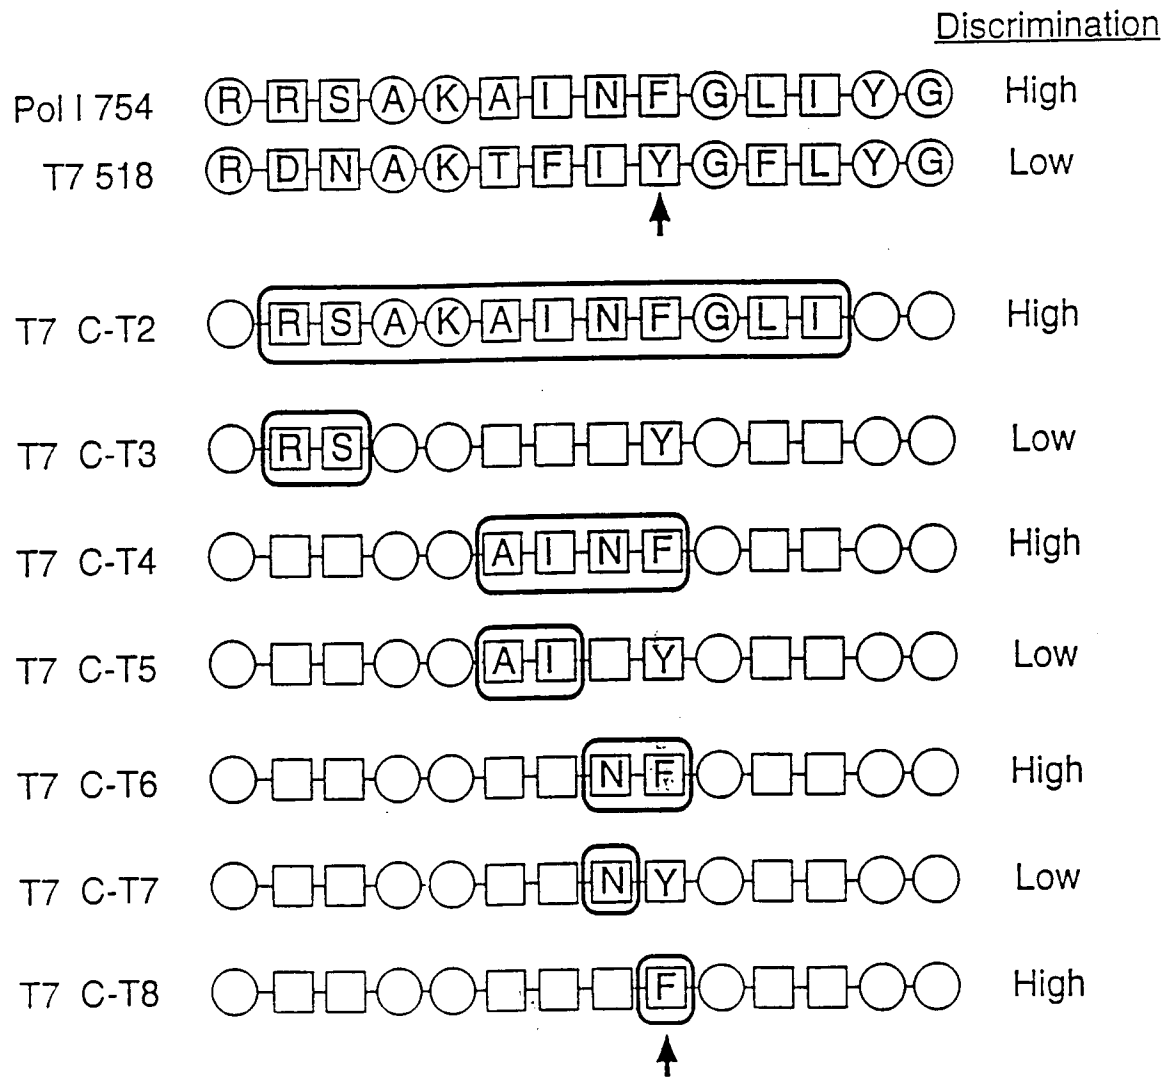 Discrimination
Pol I 754 R R S A K A I N F G L I Y G High
T7 518 R D N A K T F I Y G F L Y G Low
T7 C-T2 R S A K A I N F G L I High
T7 C-T3 R S Y Low
T7 C-T4 A I N F High
T7 C-T5 A I Y Low
T7 C-T6 N F High
T7 C-T7 N Y Low
T7 C-T8 F High